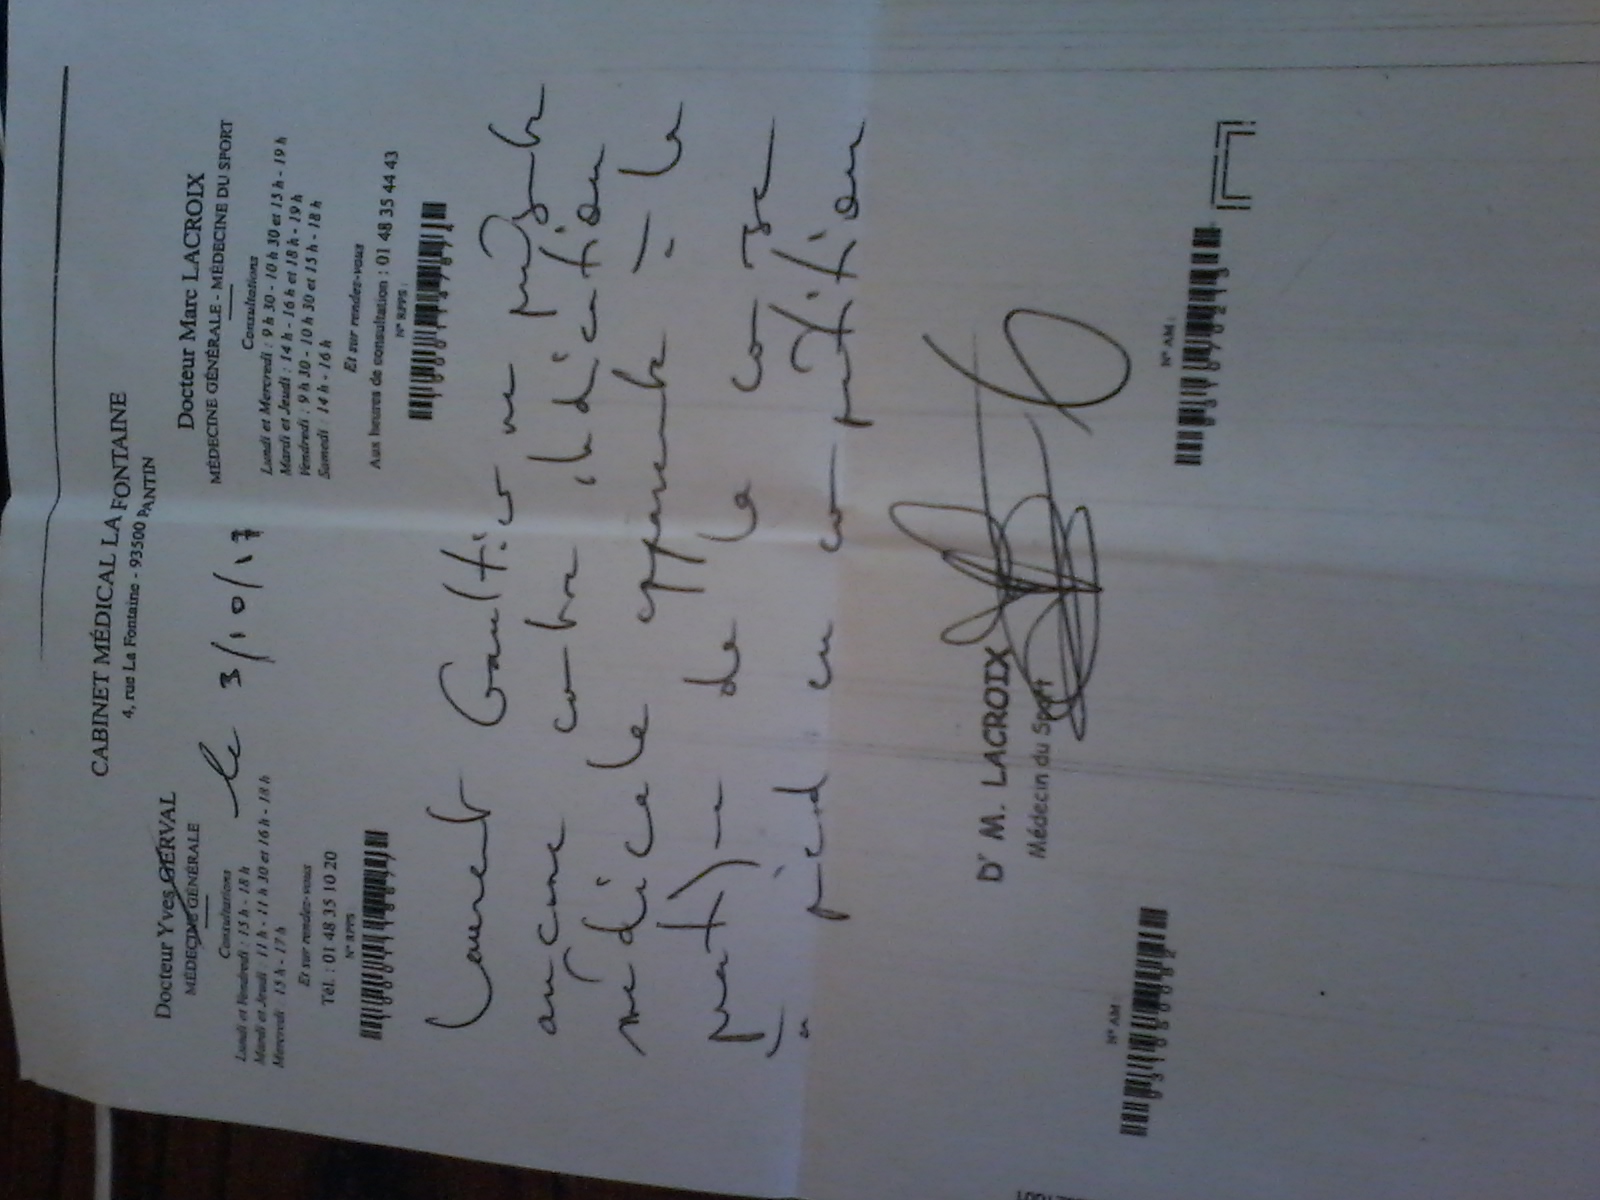 CABINET MÉDICAL LA FONTAINE
4, rue La Fontaine - 93500 PANTIN
Docteur Yves GERVAL
MÉDECINE GÉNÉRALE
Consultations
Lundi et Vendredi : 15 h - 18 h
Mardi et Jeudi : 11 h - 11 h 30 et 16 h - 18 h
Mercredi : 15 h - 17 h
Et sur rendez-vous
Tél. : 01 48 35 10 20
N° RPPS
le 3/10/17
Docteur Marc LACROIX
MÉDECINE GÉNÉRALE - MÉDECINE DU SPORT
Consultations
Lundi et Mercredi : 9 h 30 - 10 h 30 et 15 h - 19 h
Mardi et Jeudi : 14 h - 16 h et 18 h - 19 h
Vendredi : 9 h 30 - 10 h 30 et 15 h - 18 h
Samedi : 14 h - 16 h
Et sur rendez-vous
Aux heures de consultation : 01 48 35 44 43
N° RPPS :
Laurent Gaultier ne présente
aucune contre indication
médicale apparente à la
pratique de la course
à pied en compétition
Dr M. LACROIX
Médecin du Sport
N° AM :
931050082
N° AM :
931070213